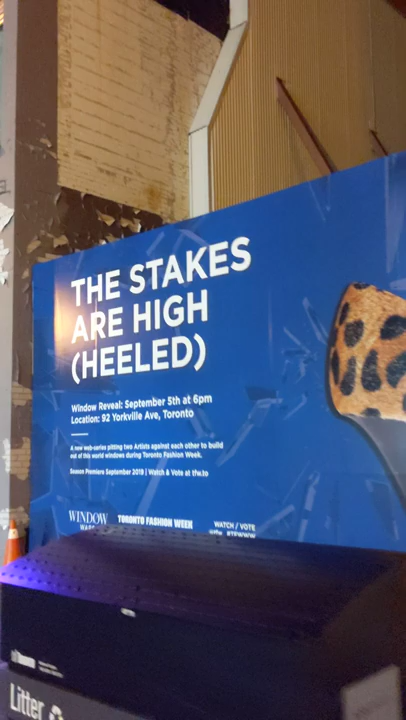 THE STAKES
ARE HIGH
(HEELED)
Window Reveal: September 5th at 6pm
Location: 92 Yorkville Ave, Toronto
A new web-series pitting two Artists against each other to build
out of this world windows during Toronto Fashion Week.
Season Premiere September 2019 | Watch & Vote at tfw.to
WINDOW
TORONTO FASHION WEEK
WATCH / VOTE
Litter